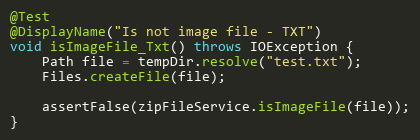 @Test
@DisplayName("Is not image file - TXT")
void isImageFile_Txt() throws IOException {
    Path file = tempDir.resolve("test.txt");
    Files.createFile(file);

    assertFalse(zipFileService.isImageFile(file));
}